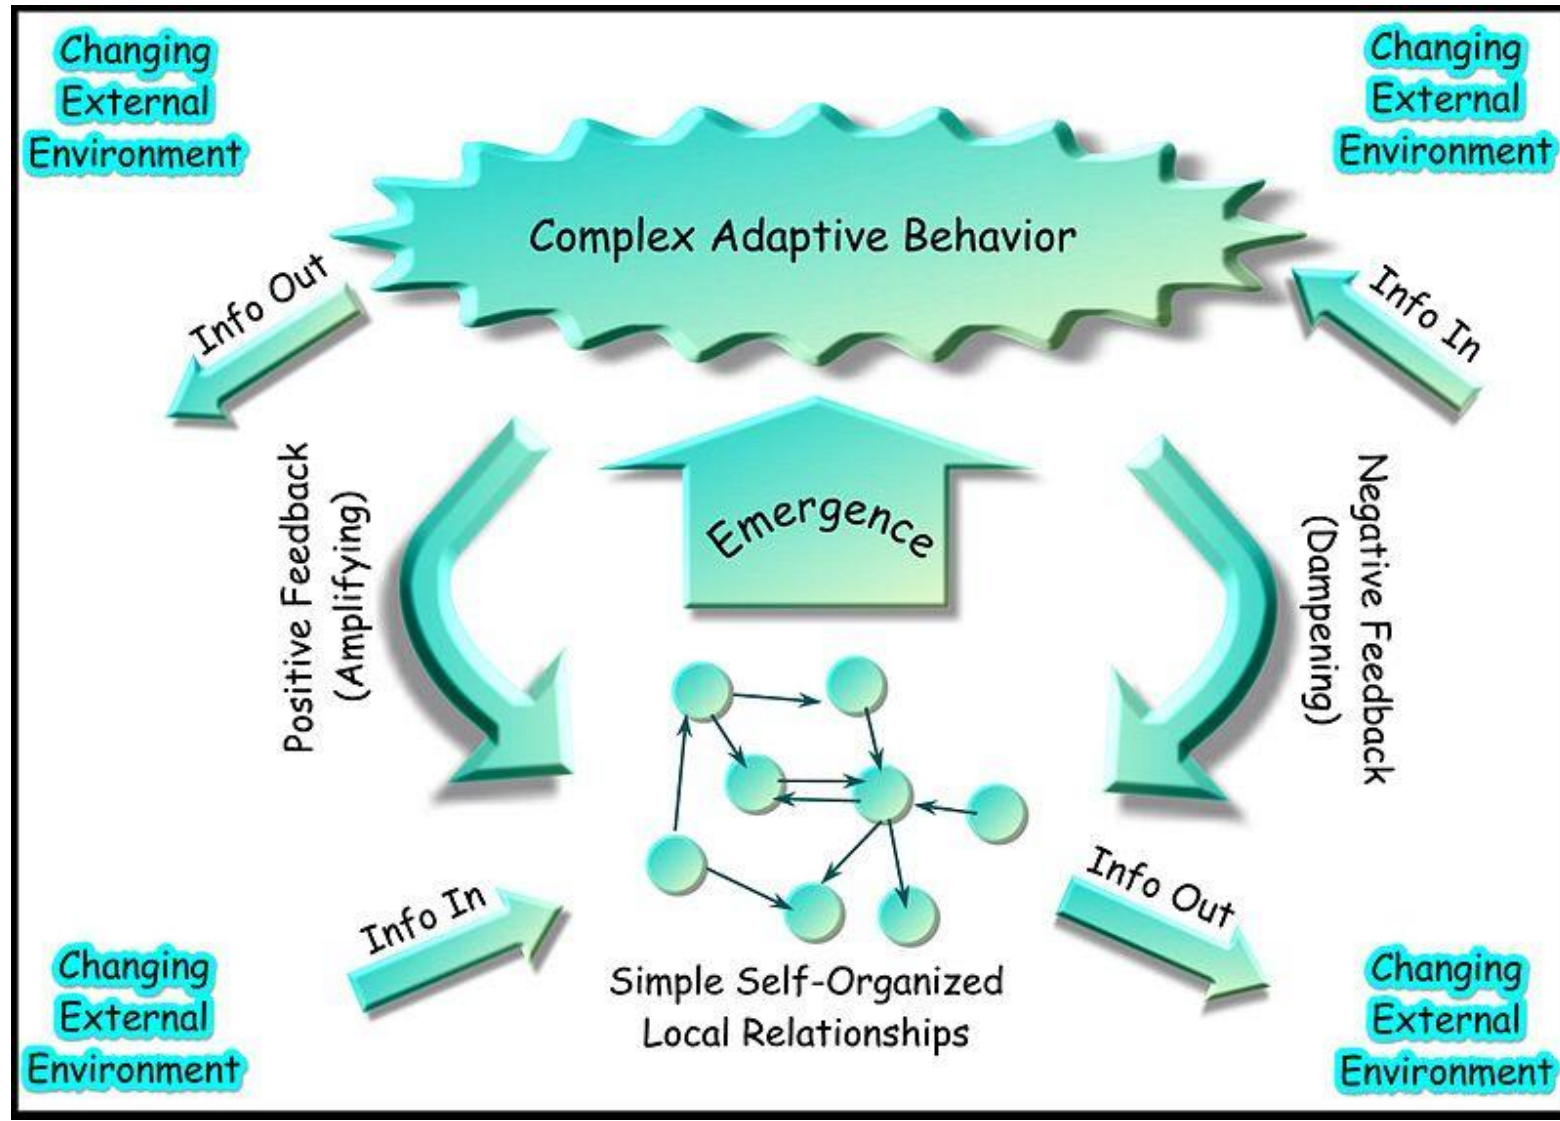 Changing
External
Environment
Changing
External
Environment
Complex Adaptive Behavior
Info Out
Info In
Positive Feedback
(Amplifying)
Emergence
Negative Feedback
(Dampening)
Info In
Info Out
Simple Self-Organized
Local Relationships
Changing
External
Environment
Changing
External
Environment